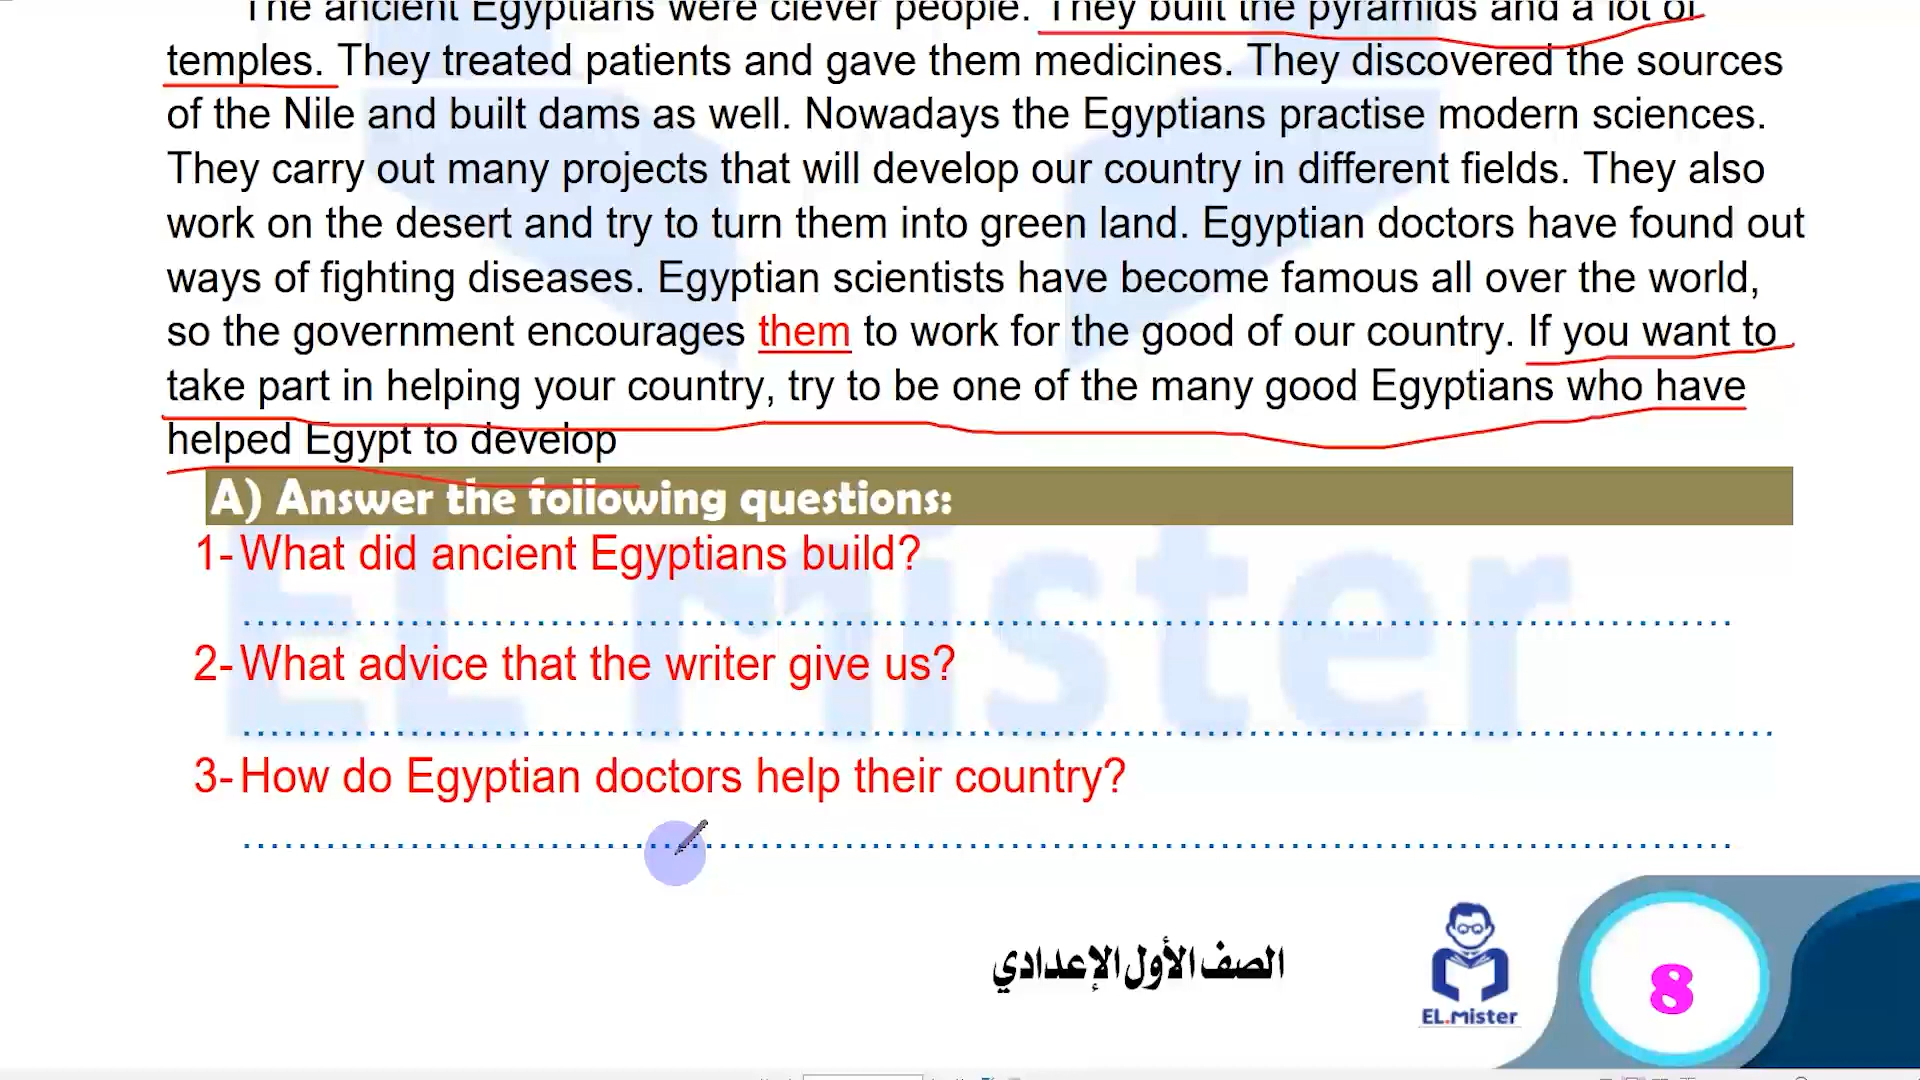 The ancient Egyptians were clever people. They built the pyramids and a lot of
temples. They treated patients and gave them medicines. They discovered the sources
of the Nile and built dams as well. Nowadays the Egyptians practise modern sciences.
They carry out many projects that will develop our country in different fields. They also
work on the desert and try to turn them into green land. Egyptian doctors have found out
ways of fighting diseases. Egyptian scientists have become famous all over the world,
so the government encourages them to work for the good of our country. If you want to
take part in helping your country, try to be one of the many good Egyptians who have
helped Egypt to develop
A) Answer the following questions:
1- What did ancient Egyptians build?
2- What advice that the writer give us?
3- How do Egyptian doctors help their country?
EL Mister
الصف الأول الإعدادي
EL.Mister
8